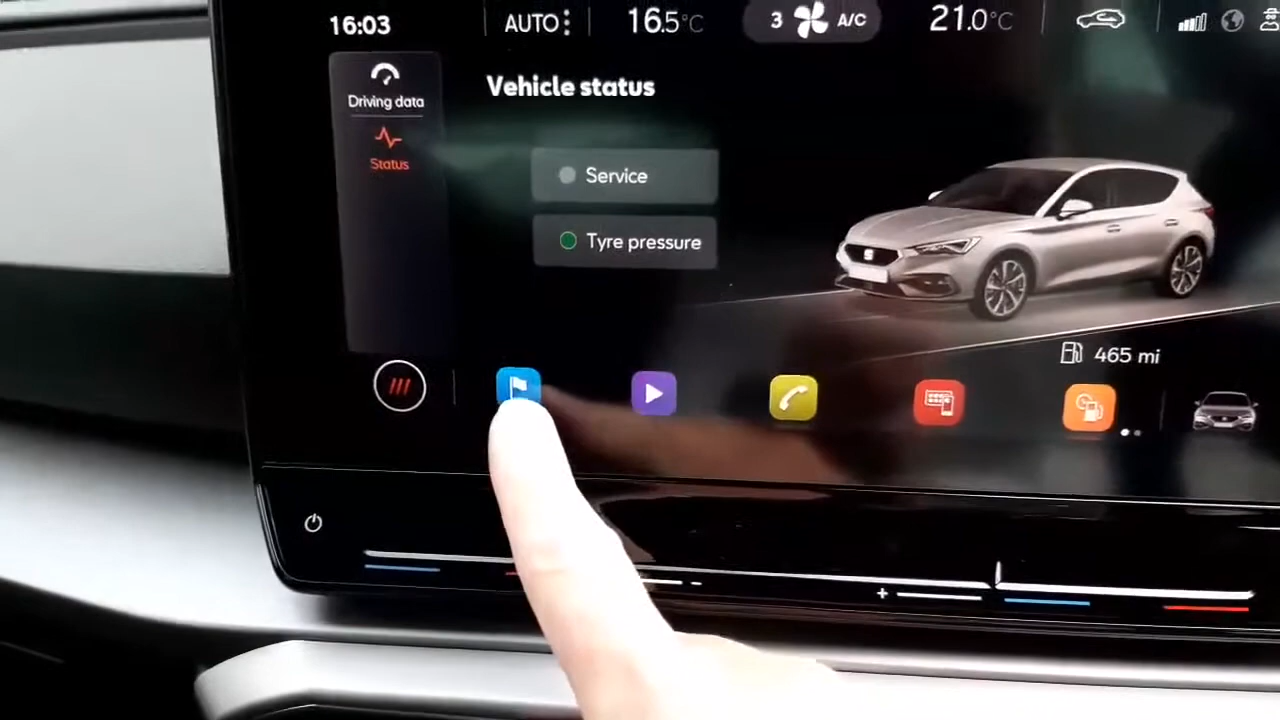 16:03 AUTO 16.5°C 3 A/C 21.0°C
Driving data
Status
Vehicle status
Service
Tyre pressure
465 mi